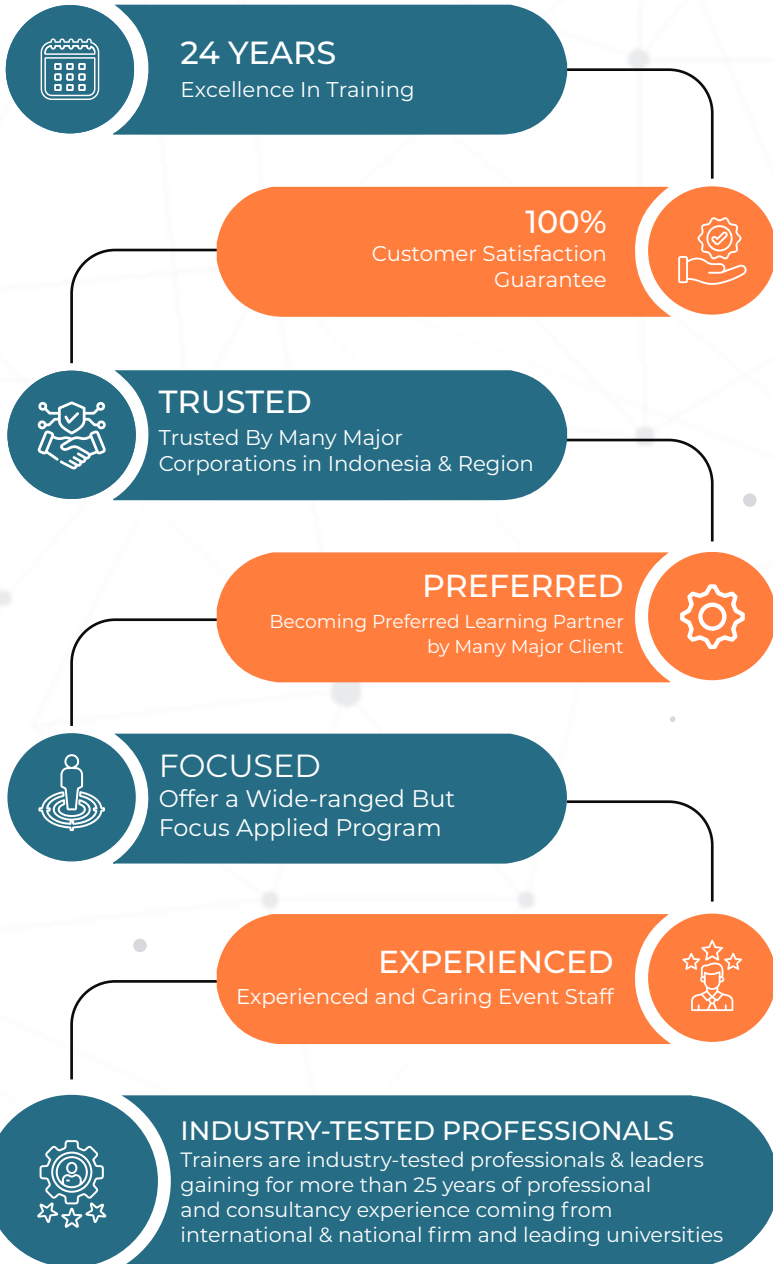 24 YEARS
Excellence In Training
100%
Customer Satisfaction
Guarantee
TRUSTED
Trusted By Many Major
Corporations in Indonesia & Region
PREFERRED
Becoming Preferred Learning Partner
by Many Major Client
FOCUSED
Offer a Wide-ranged But
Focus Applied Program
EXPERIENCED
Experienced and Caring Event Staff
INDUSTRY-TESTED PROFESSIONALS
Trainers are industry-tested professionals & leaders
gaining for more than 25 years of professional
and consultancy experience coming from
international & national firm and leading universities